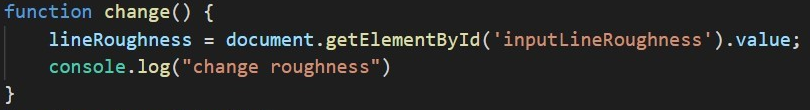 function change() {
lineRoughness = document.getElementById('inputLineRoughness').value;
console.log("change roughness")
}